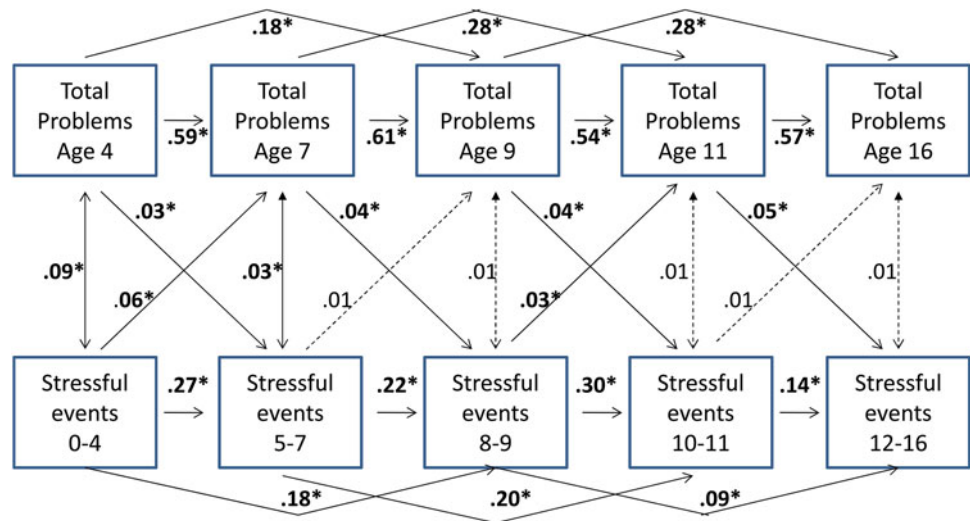 .18*
.28*
.28*
Total
Problems
Age 4
Total
Problems
Age 7
Total
Problems
Age 9
Total
Problems
Age 11
Total
Problems
Age 16
.59*
.61*
.54*
.57*
.03*
.04*
.04*
.05*
.09*
.06*
.03*
.01
.01
.03*
.01
.01
.01
Stressful
events
0-4
Stressful
events
5-7
Stressful
events
8-9
Stressful
events
10-11
Stressful
events
12-16
.27*
.22*
.30*
.14*
.18*
.20*
.09*